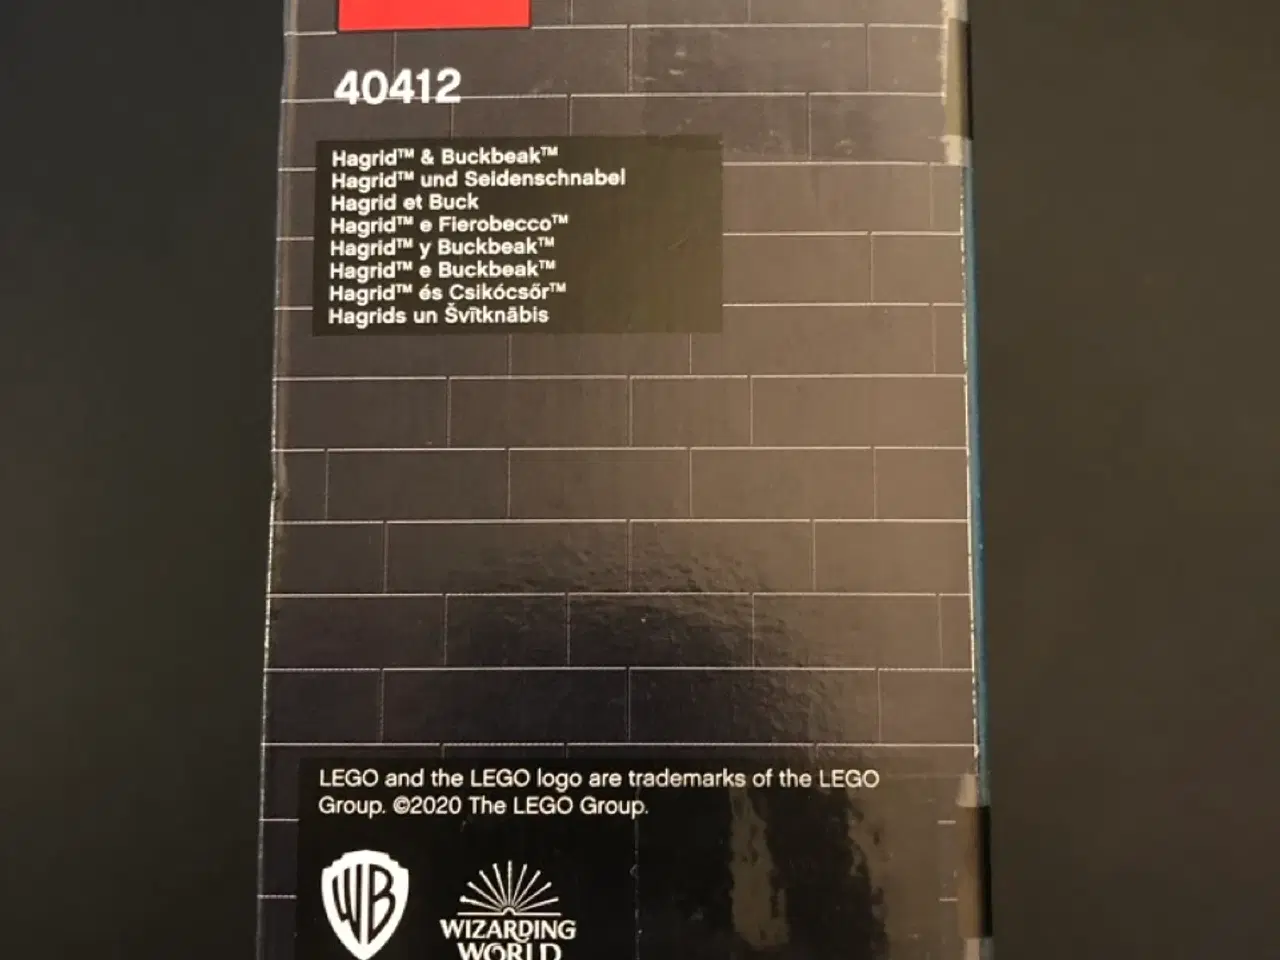 40412
Hagrid™ & Buckbeak™
Hagrid™ und Seidenschnabel
Hagrid et Buck
Hagrid™ e Fierobecco™
Hagrid™ y Buckbeak™
Hagrid™ e Buckbeak™
Hagrid™ és Csikócsőr™
Hagrids un Švītknābis
LEGO and the LEGO logo are trademarks of the LEGO
Group. ©2020 The LEGO Group.
WB
WIZARDING
WORLD